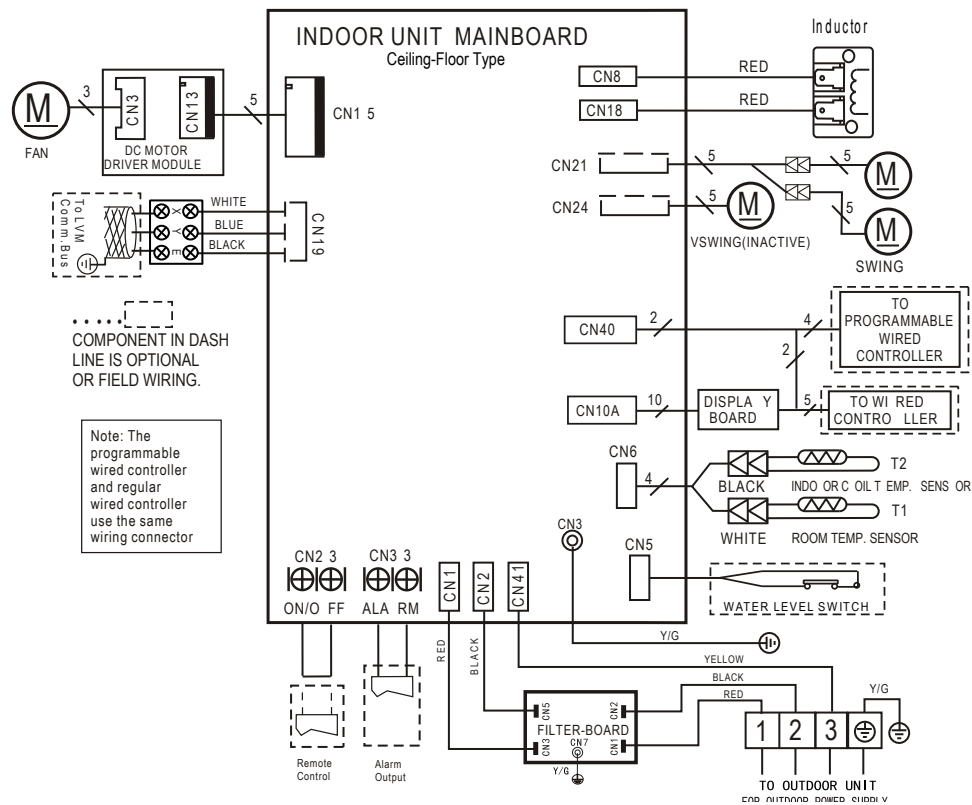 INDOOR UNIT MAINBOARD
Ceiling-Floor Type
Inductor
CN8
RED
CN18
RED
M
FAN
3
CN3
CN13
DC MOTOR
DRIVER MODULE
5
CN1 5
CN21
5
5
M
CN24
5
M
VSWING(INACTIVE)
5
M
SWING
To LVM
Comm.Bus
X
Y
E
WHITE
BLUE
BLACK
CN19
COMPONENT IN DASH
LINE IS OPTIONAL
OR FIELD WIRING.
CN40
2
4
2
TO
PROGRAMMABLE
WIRED
CONTROLLER
CN10A
10
DISPLA Y
BOARD
5
TO WI RED
CONTRO LLER
Note: The
programmable
wired controller
and regular
wired controller
use the same
wiring connector
CN6
4
BLACK
T2
INDO OR C OIL T EMP. SENS OR
WHITE
T1
ROOM TEMP. SENSOR
CN3
CN5
WATER LEVEL SWITCH
CN2 3
ON/O FF
CN3 3
ALA RM
CN1
CN2
CN41
Y/G
RED
BLACK
YELLOW
BLACK
RED
Y/G
Remote
Control
Alarm
Output
CN5
CN2
FILTER-BOARD
CN3
CN7
CN1
Y/G
1
2
3
TO OUTDOOR UNIT
FOR OUTDOOR POWER SUPPLY